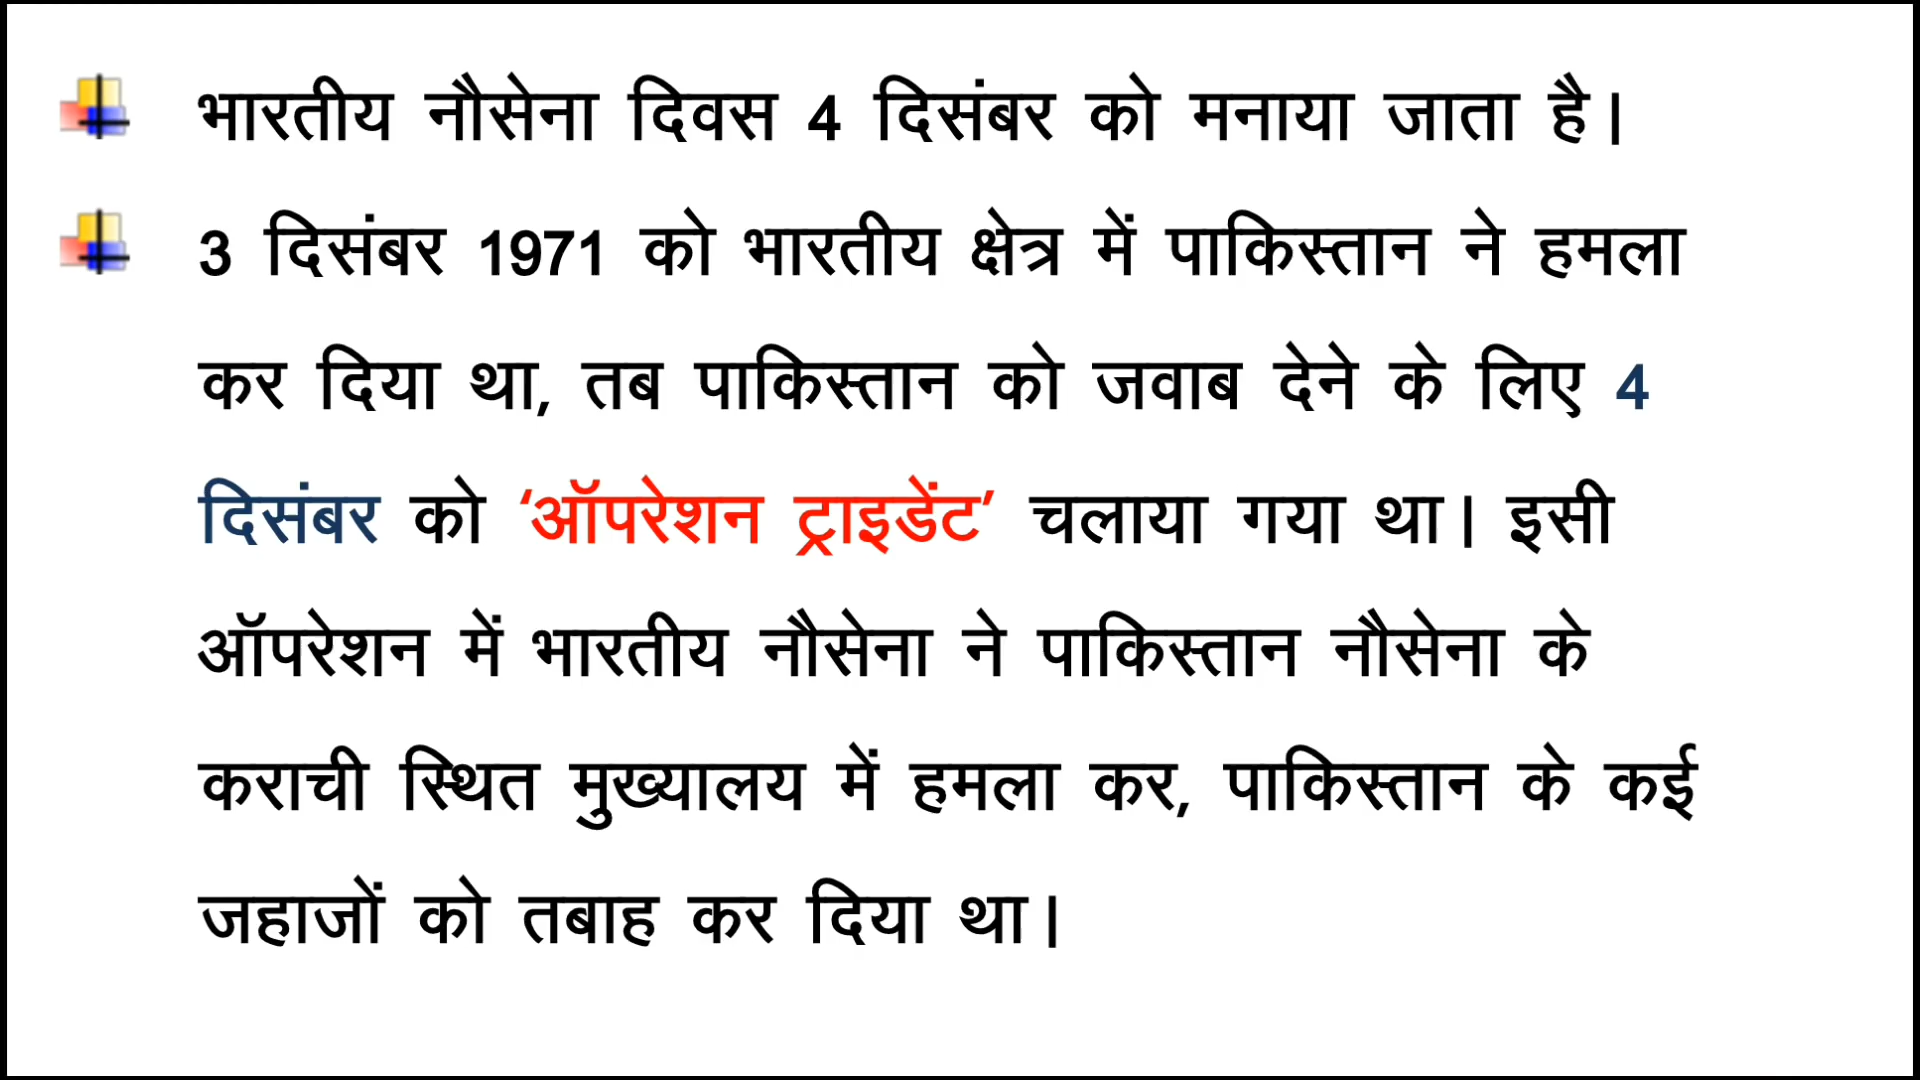 भारतीय नौसेना दिवस 4 दिसंबर को मनाया जाता है।
3 दिसंबर 1971 को भारतीय क्षेत्र में पाकिस्तान ने हमला
कर दिया था, तब पाकिस्तान को जवाब देने के लिए 4
दिसंबर को ‘ऑपरेशन ट्राइडेंट’ चलाया गया था। इसी
ऑपरेशन में भारतीय नौसेना ने पाकिस्तान नौसेना के
कराची स्थित मुख्यालय में हमला कर, पाकिस्तान के कई
जहाजों को तबाह कर दिया था।